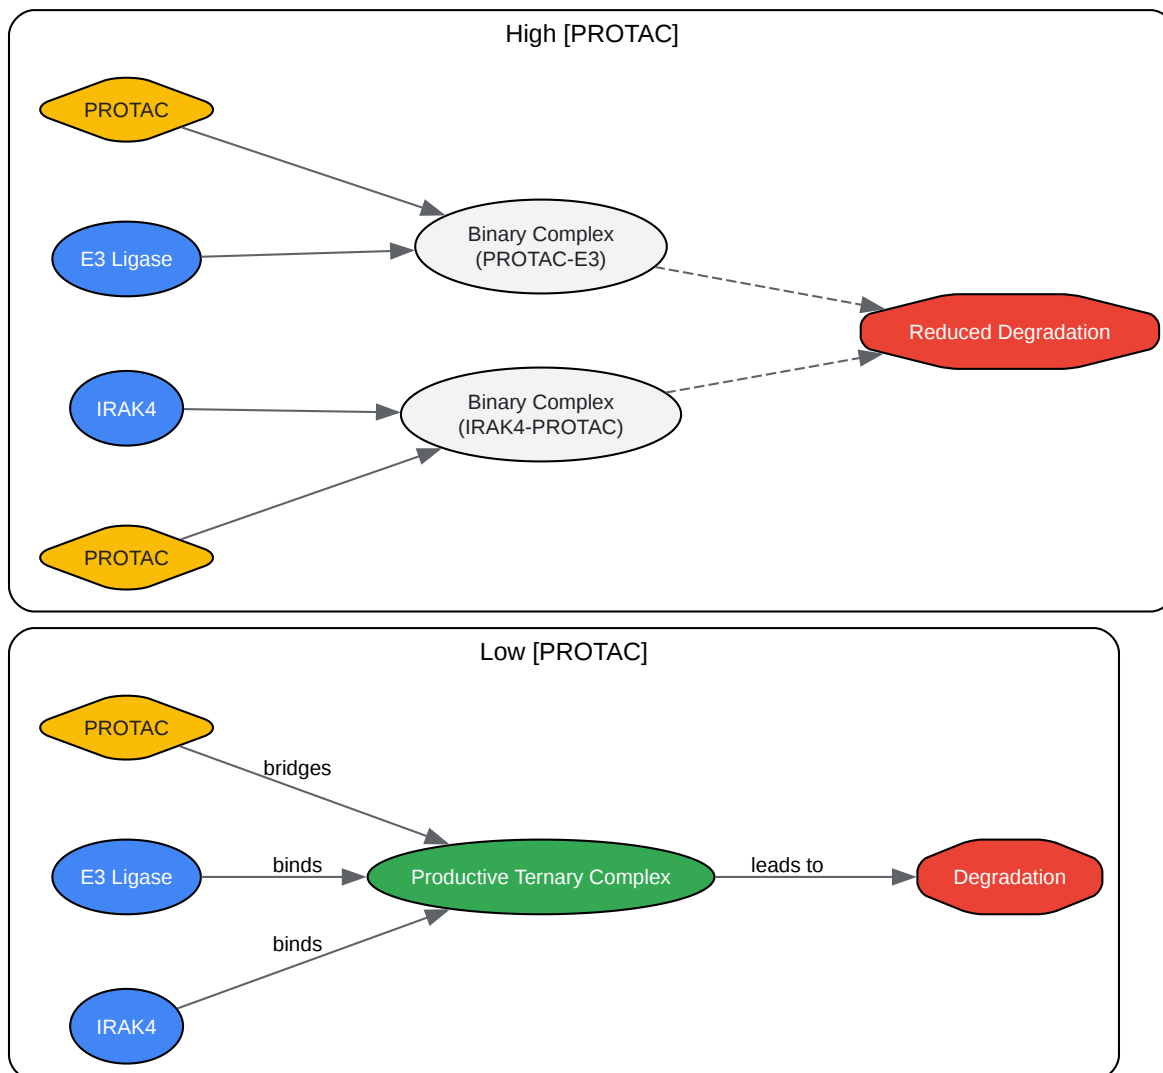 High [PROTAC]
PROTAC
E3 Ligase
Binary Complex
(PROTAC-E3)
Reduced Degradation
IRAK4
Binary Complex
(IRAK4-PROTAC)
PROTAC
Low [PROTAC]
PROTAC
bridges
E3 Ligase
binds
Productive Ternary Complex
leads to
Degradation
binds
IRAK4